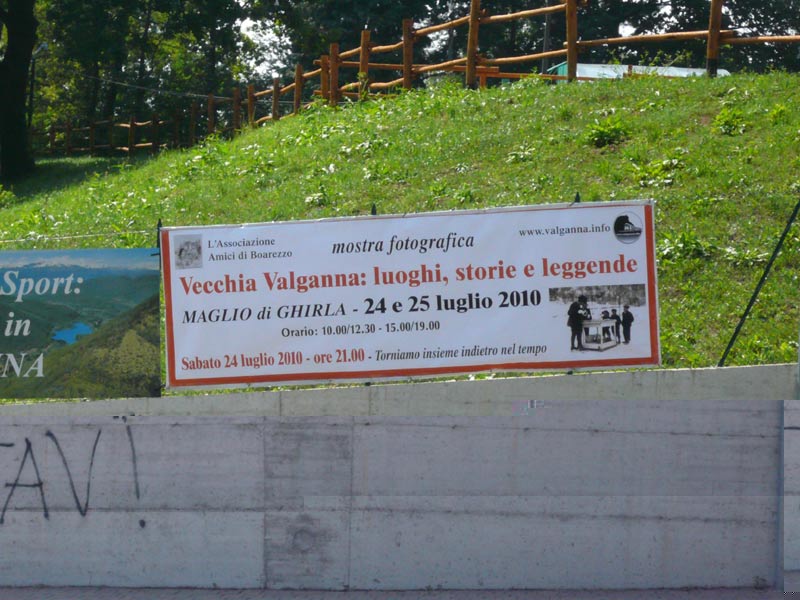 Sport:
in
NNA
L'Associazione
Amici di Boarezzo
mostra fotografica
www.valganna.info
Vecchia Valganna: luoghi, storie e leggende
MAGLIO di GHIRLA - 24 e 25 luglio 2010
Orario: 10.00/12.30 - 15.00/19.00
Sabato 24 luglio 2010 - ore 21.00 - Torniamo insieme indietro nel tempo
TAV!